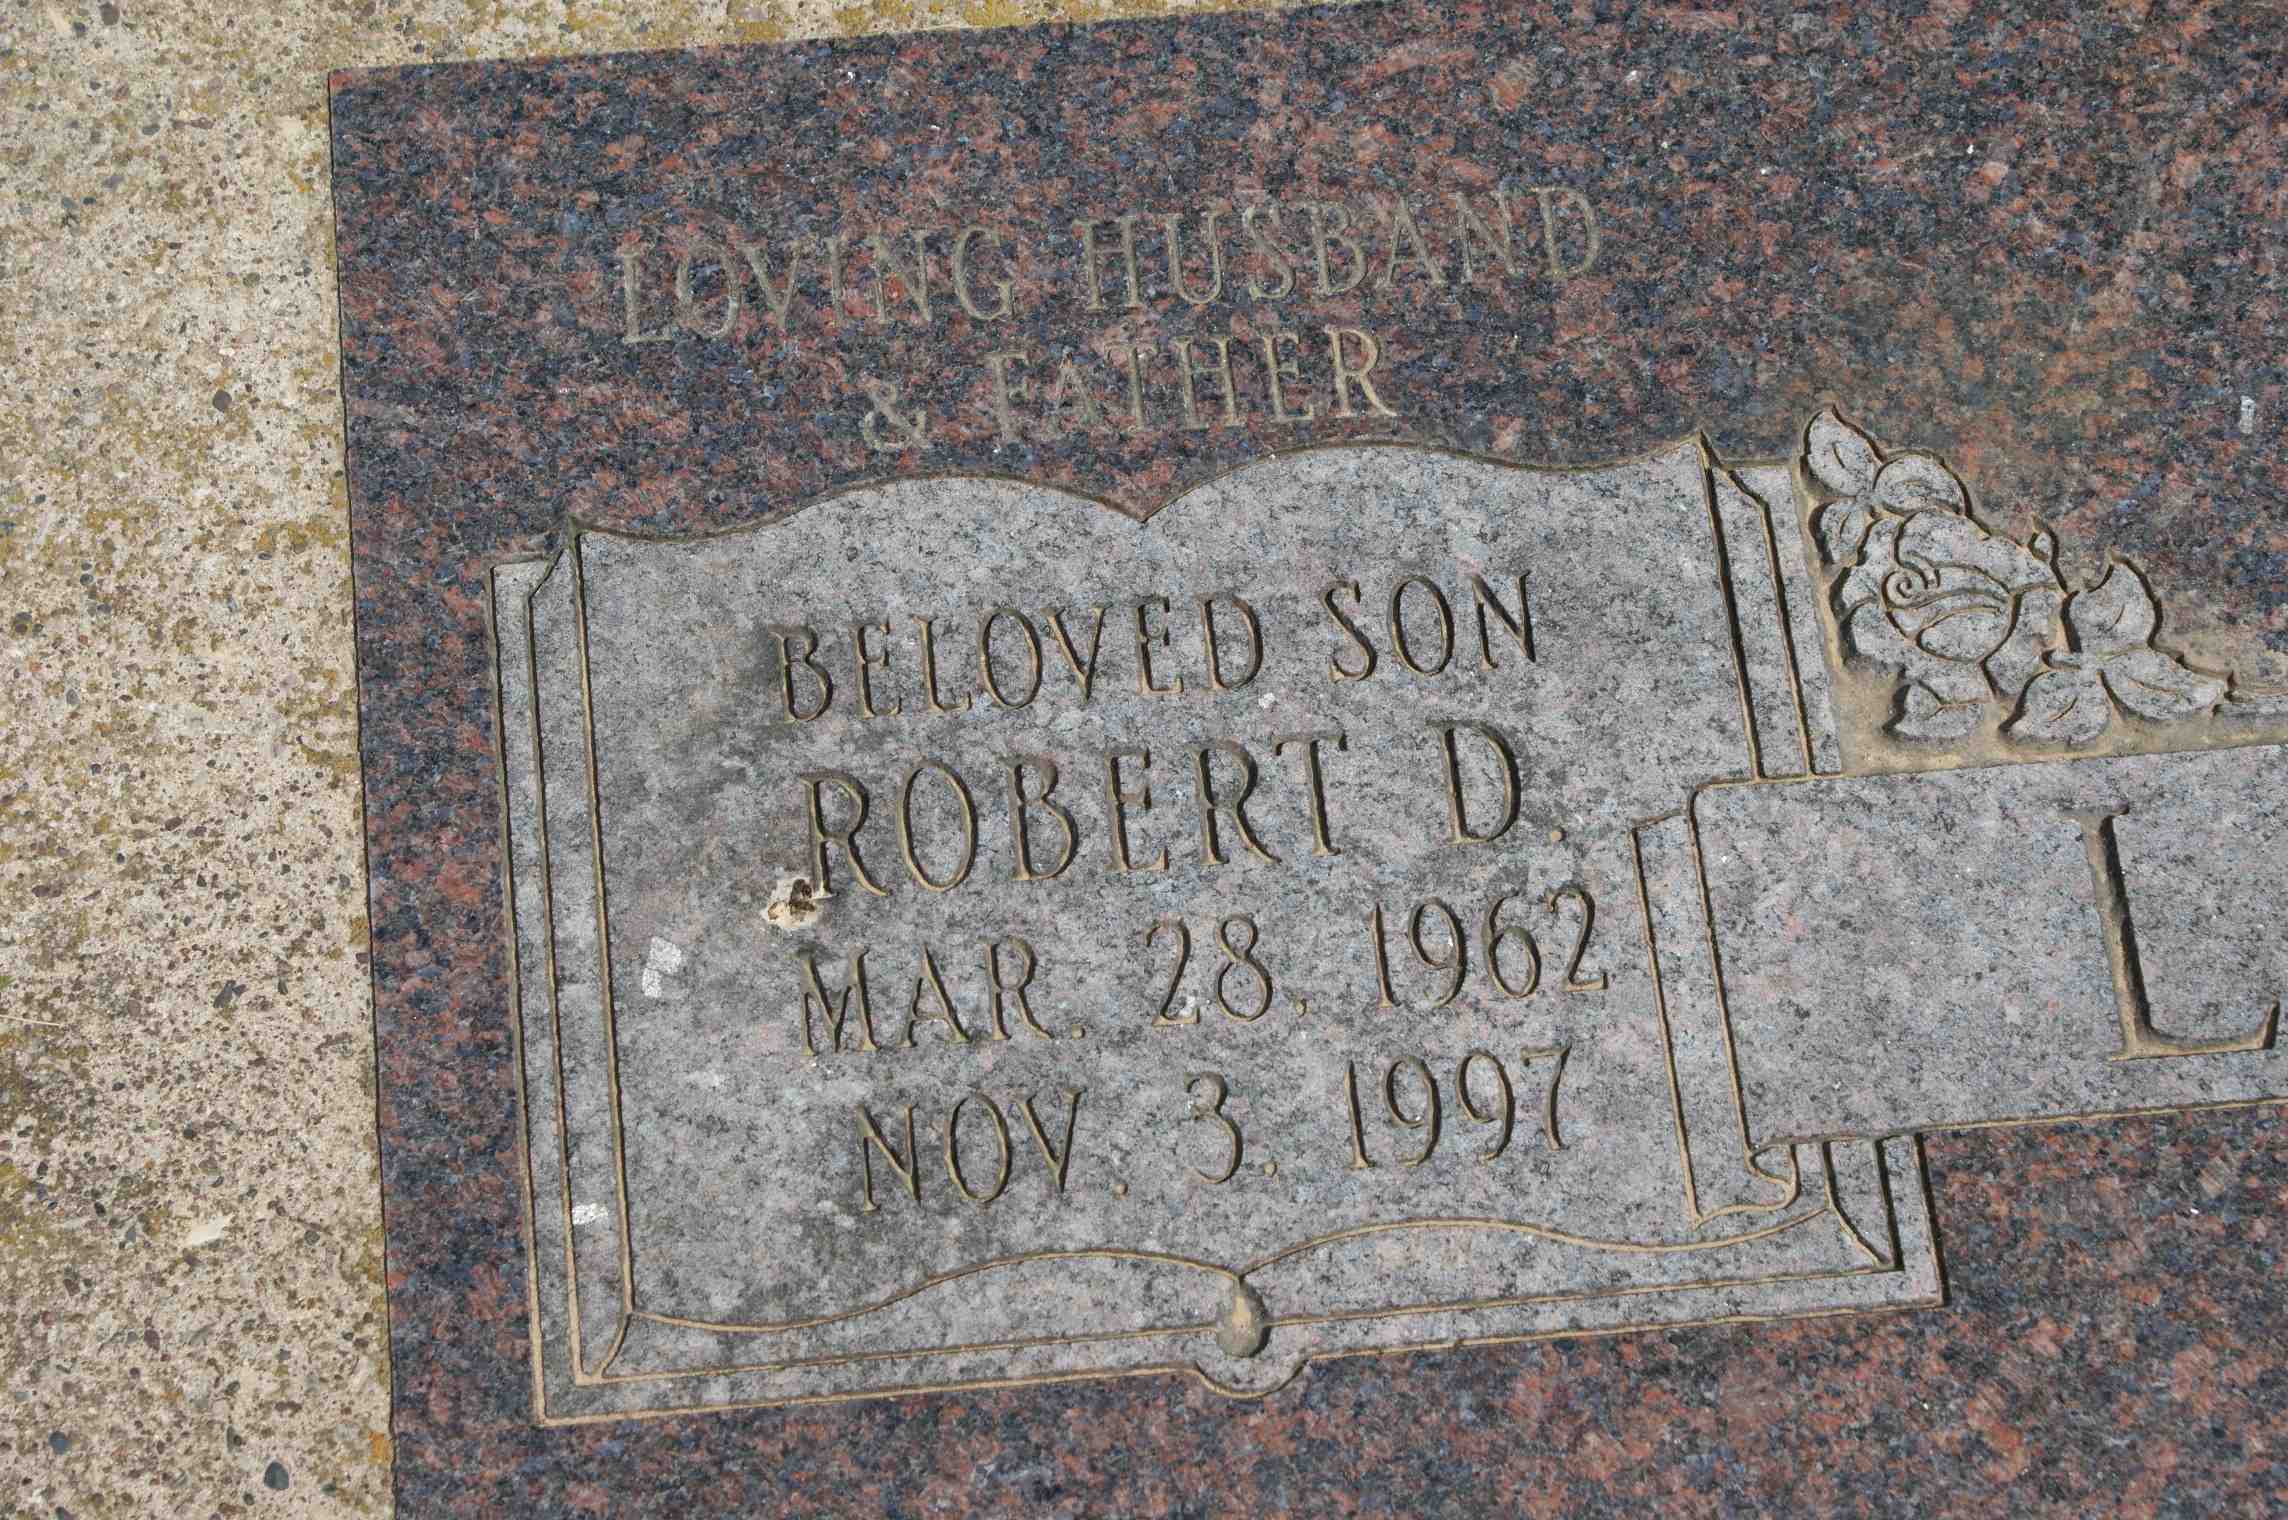 LOVING HUSBAND
& FATHER
BELOVED SON
ROBERT D.
MAR. 28. 1962
NOV. 3. 1997
L